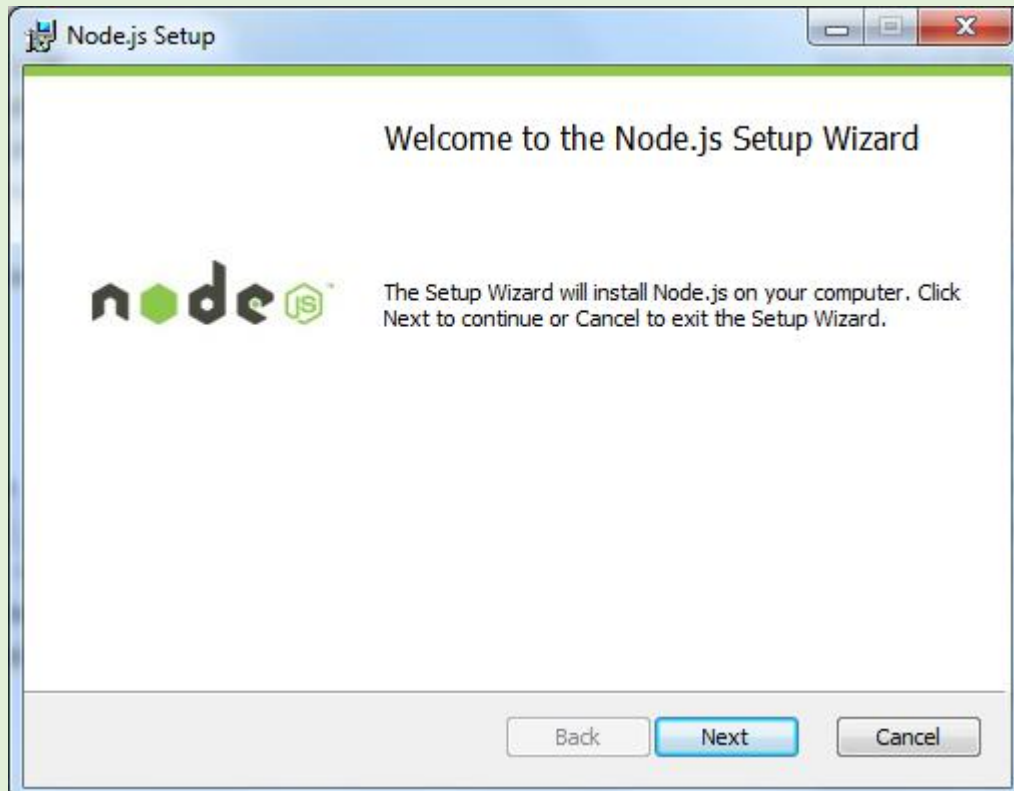 Node.js Setup
Welcome to the Node.js Setup Wizard
node JS™
The Setup Wizard will install Node.js on your computer. Click
Next to continue or Cancel to exit the Setup Wizard.
Back
Next
Cancel